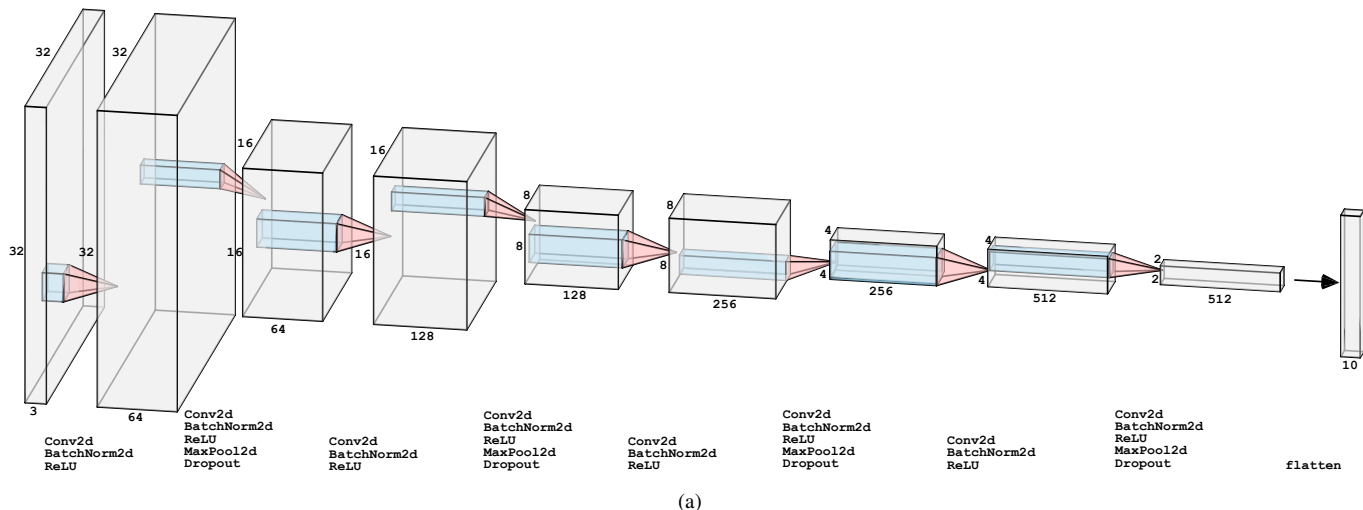 32
32
3
32
32
64
16
16
64
16
16
128
8
8
128
8
8
256
4
4
256
4
4
512
2
2
512
10
Conv2d
BatchNorm2d
ReLU
Conv2d
BatchNorm2d
ReLU
MaxPool2d
Dropout
Conv2d
BatchNorm2d
ReLU
Conv2d
BatchNorm2d
ReLU
MaxPool2d
Dropout
Conv2d
BatchNorm2d
ReLU
Conv2d
BatchNorm2d
ReLU
MaxPool2d
Dropout
Conv2d
BatchNorm2d
ReLU
Conv2d
BatchNorm2d
ReLU
MaxPool2d
Dropout
flatten
(a)